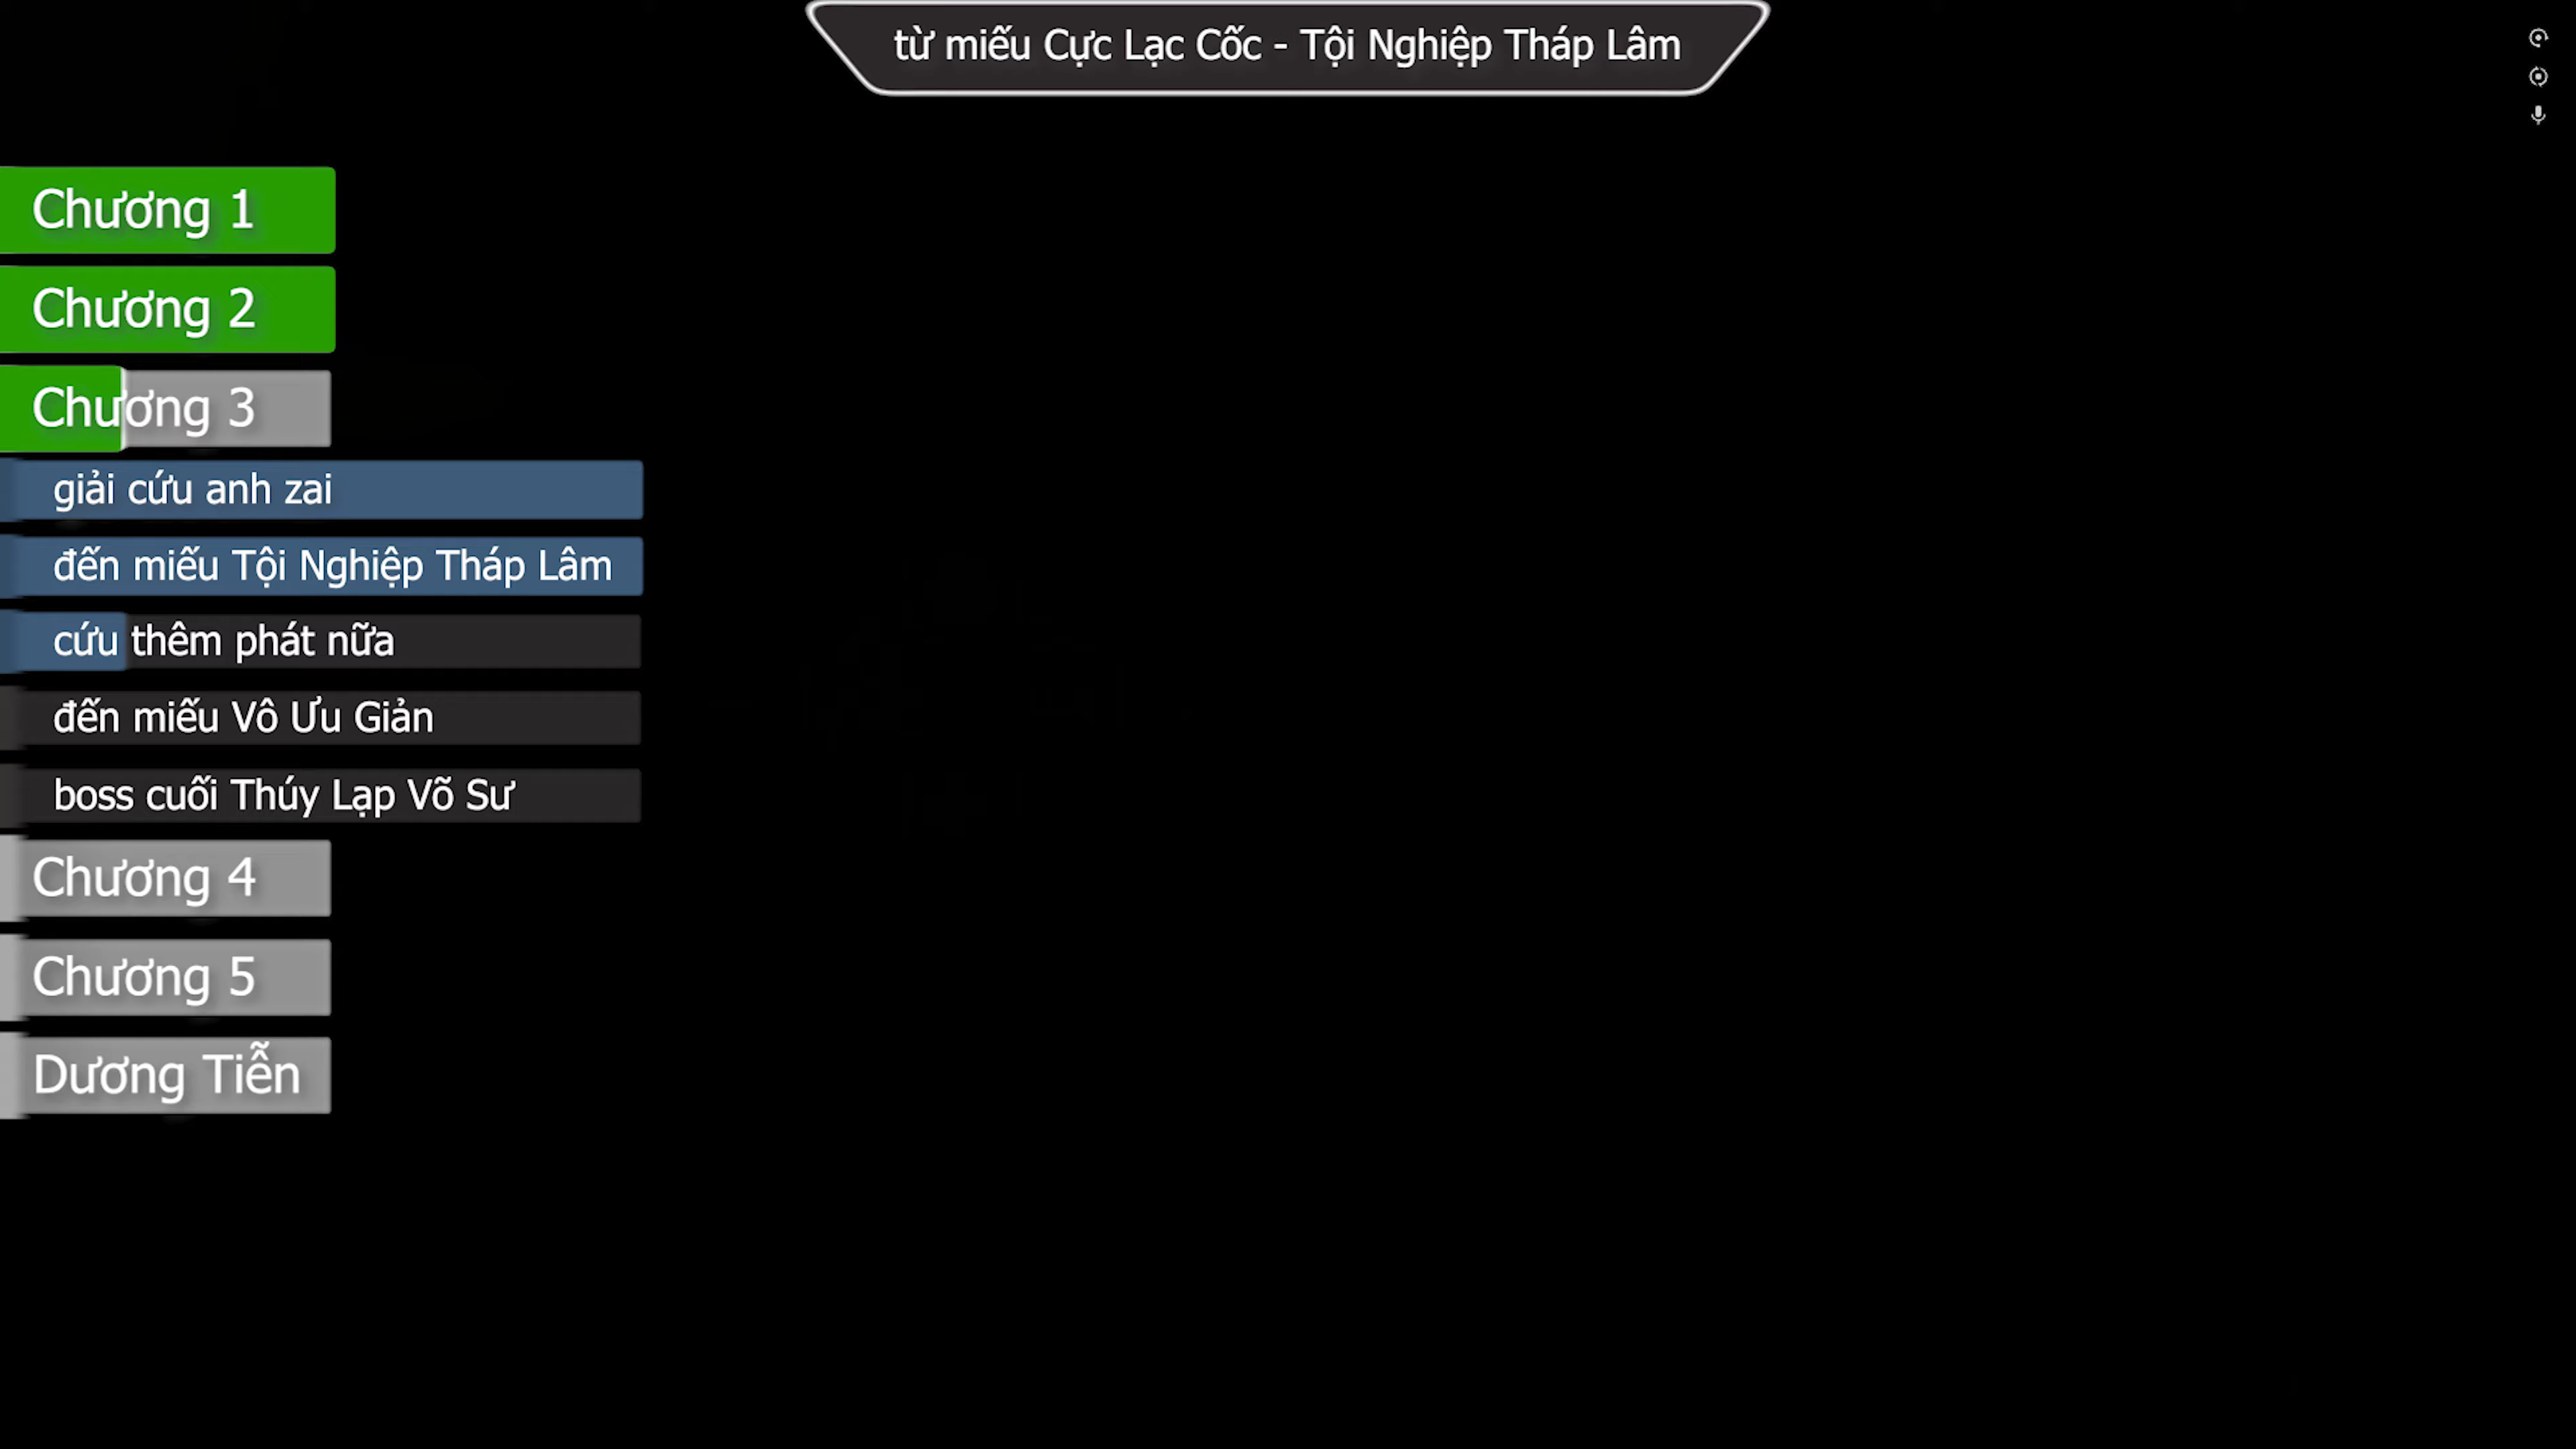 từ miếu Cực Lạc Cốc - Tội Nghiệp Tháp Lâm
Chương 1
Chương 2
Chương 3
giải cứu anh zai
đến miếu Tội Nghiệp Tháp Lâm
cứu thêm phát nữa
đến miếu Vô Ưu Giản
boss cuối Thúy Lạp Võ Sư
Chương 4
Chương 5
Dương Tiễn